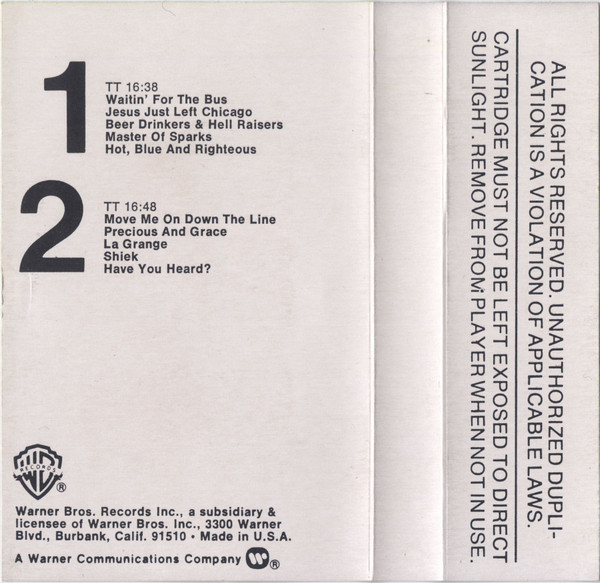 1
TT 16:38
Waitin' For The Bus
Jesus Just Left Chicago
Beer Drinkers & Hell Raisers
Master Of Sparks
Hot, Blue And Righteous
2
TT 16:48
Move Me On Down The Line
Precious And Grace
La Grange
Shiek
Have You Heard?
WB
RECORDS
®
Warner Bros. Records Inc., a subsidiary &
licensee of Warner Bros. Inc., 3300 Warner
Blvd., Burbank, Calif. 91510 • Made in U.S.A.
A Warner Communications Company ®
ALL RIGHTS RESERVED. UNAUTHORIZED DUPLI-
CATION IS A VIOLATION OF APPLICABLE LAWS.
CARTRIDGE MUST NOT BE LEFT EXPOSED TO DIRECT
SUNLIGHT. REMOVE FROM PLAYER WHEN NOT IN USE.